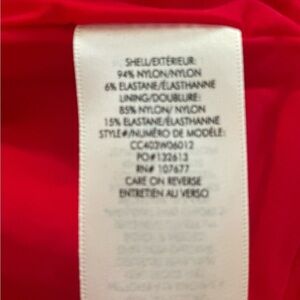 SHELL/EXTÉRIEUR:
94% NYLON/NYLON
6% ELASTANE/ÉLASTHANNE
LINING/DOUBLURE:
85% NYLON/ NYLON
15% ELASTANE/ÉLASTHANNE
STYLE#/NUMÉRO DE MODÈLE:
CC403W06012
PO#132613
RN# 107677
CARE ON REVERSE
ENTRETIEN AU VERSO